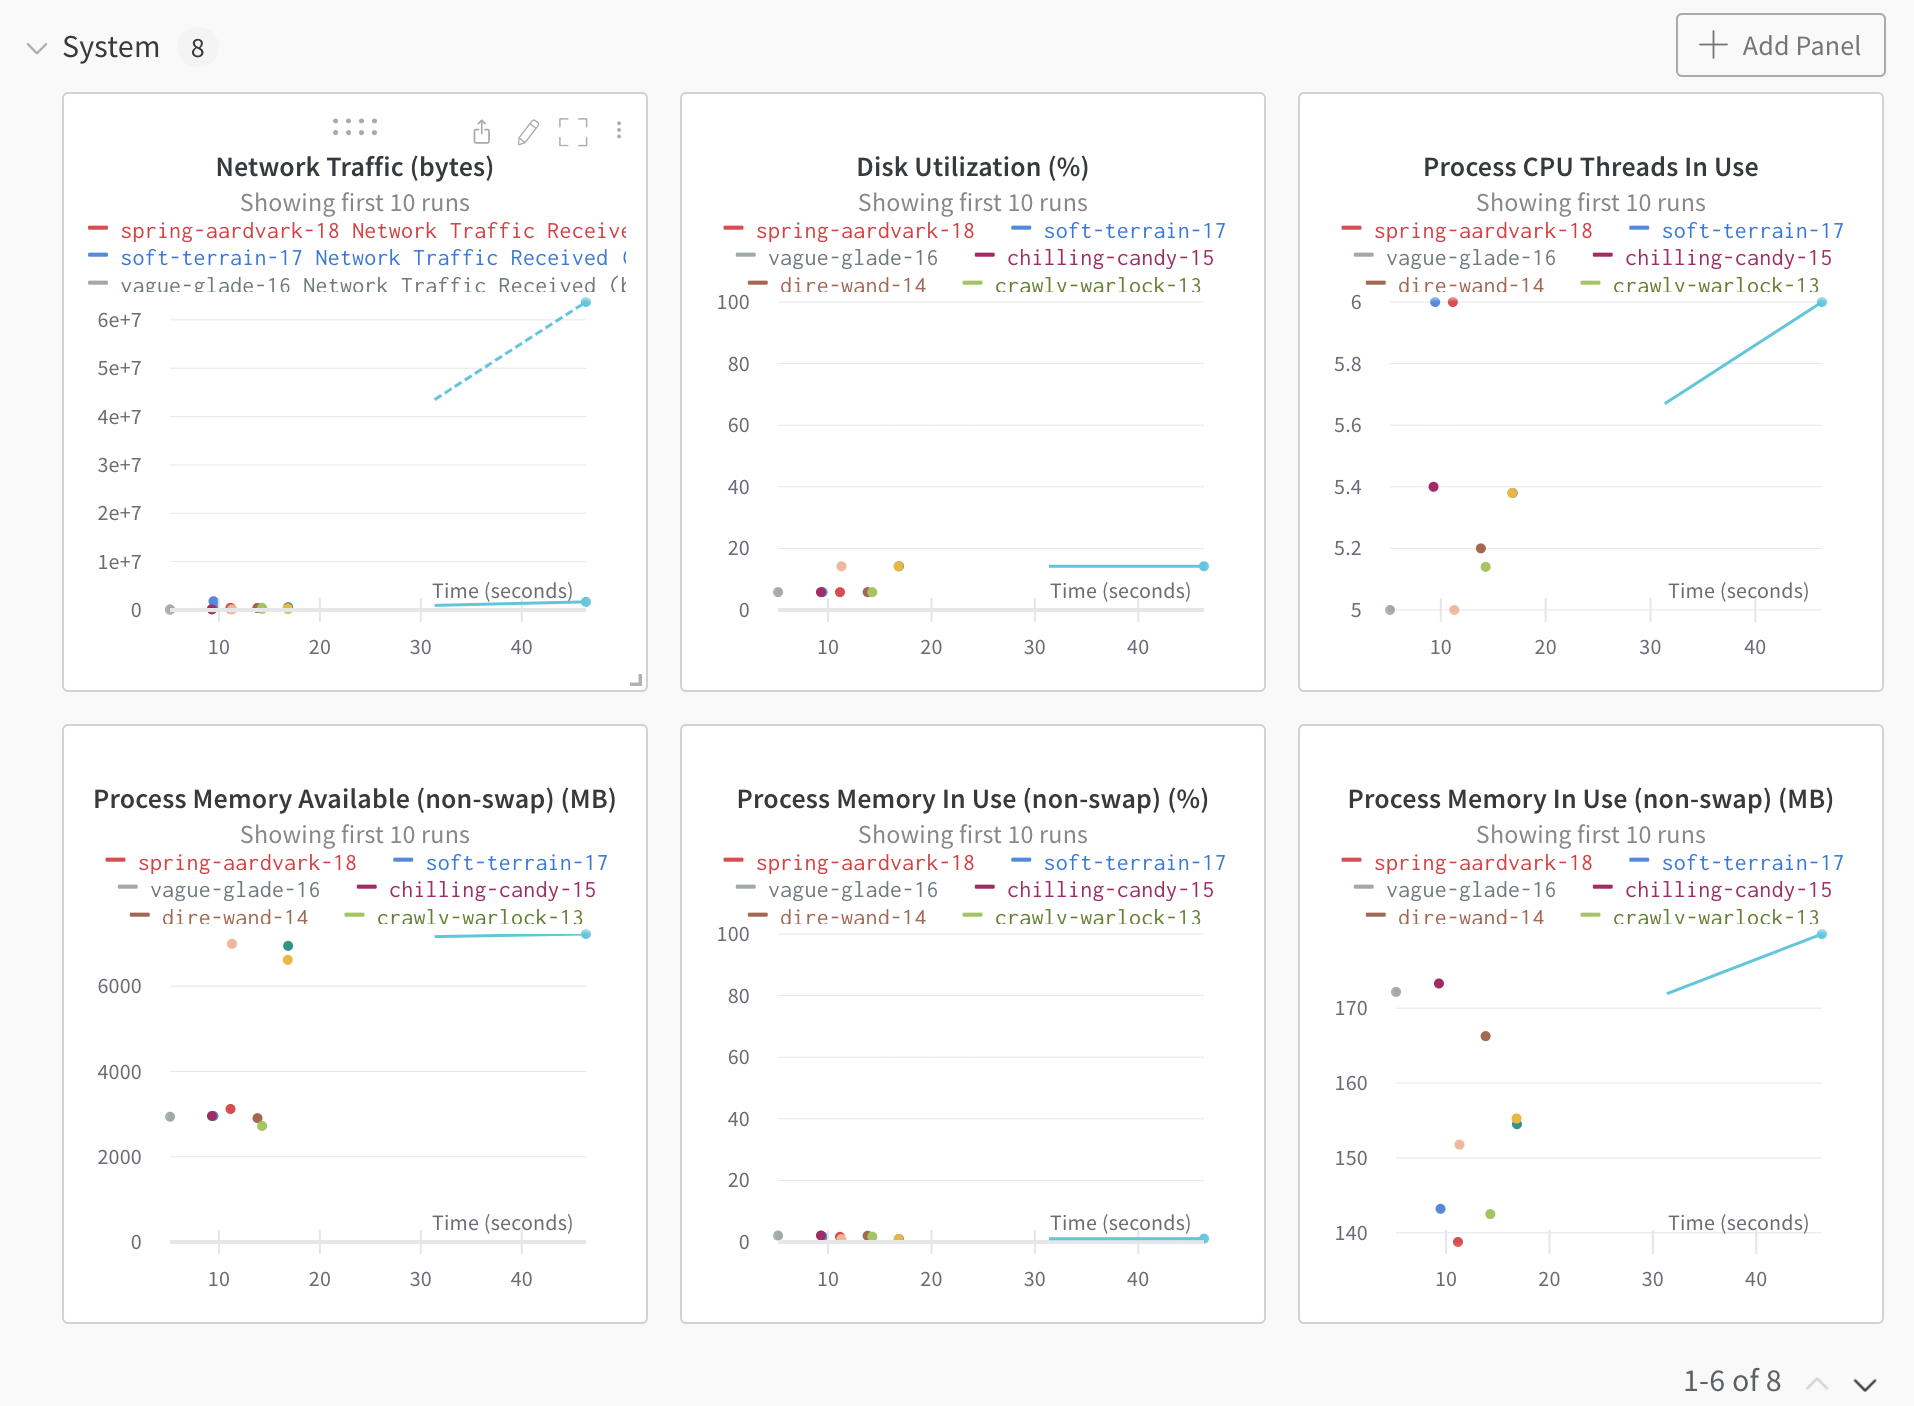 System 8
+ Add Panel
Network Traffic (bytes)
Showing first 10 runs
spring-aardvark-18 Network Traffic Receive
soft-terrain-17 Network Traffic Received (
vague-glade-16 Network Traffic Received (b
6e+7
5e+7
4e+7
3e+7
2e+7
1e+7
0
Time (seconds)
10 20 30 40
Disk Utilization (%)
Showing first 10 runs
spring-aardvark-18 soft-terrain-17
vague-glade-16 chilling-candy-15
dire-wand-14 crawly-warlock-13
100
80
60
40
20
0
Time (seconds)
10 20 30 40
Process CPU Threads In Use
Showing first 10 runs
spring-aardvark-18 soft-terrain-17
vague-glade-16 chilling-candy-15
dire-wand-14 crawly-warlock-13
6
5.8
5.6
5.4
5.2
5
Time (seconds)
10 20 30 40
Process Memory Available (non-swap) (MB)
Showing first 10 runs
spring-aardvark-18 soft-terrain-17
vague-glade-16 chilling-candy-15
dire-wand-14 crawly-warlock-13
6000
4000
2000
0
Time (seconds)
10 20 30 40
Process Memory In Use (non-swap) (%)
Showing first 10 runs
spring-aardvark-18 soft-terrain-17
vague-glade-16 chilling-candy-15
dire-wand-14 crawly-warlock-13
100
80
60
40
20
0
Time (seconds)
10 20 30 40
Process Memory In Use (non-swap) (MB)
Showing first 10 runs
spring-aardvark-18 soft-terrain-17
vague-glade-16 chilling-candy-15
dire-wand-14 crawly-warlock-13
170
160
150
140
Time (seconds)
10 20 30 40
1-6 of 8